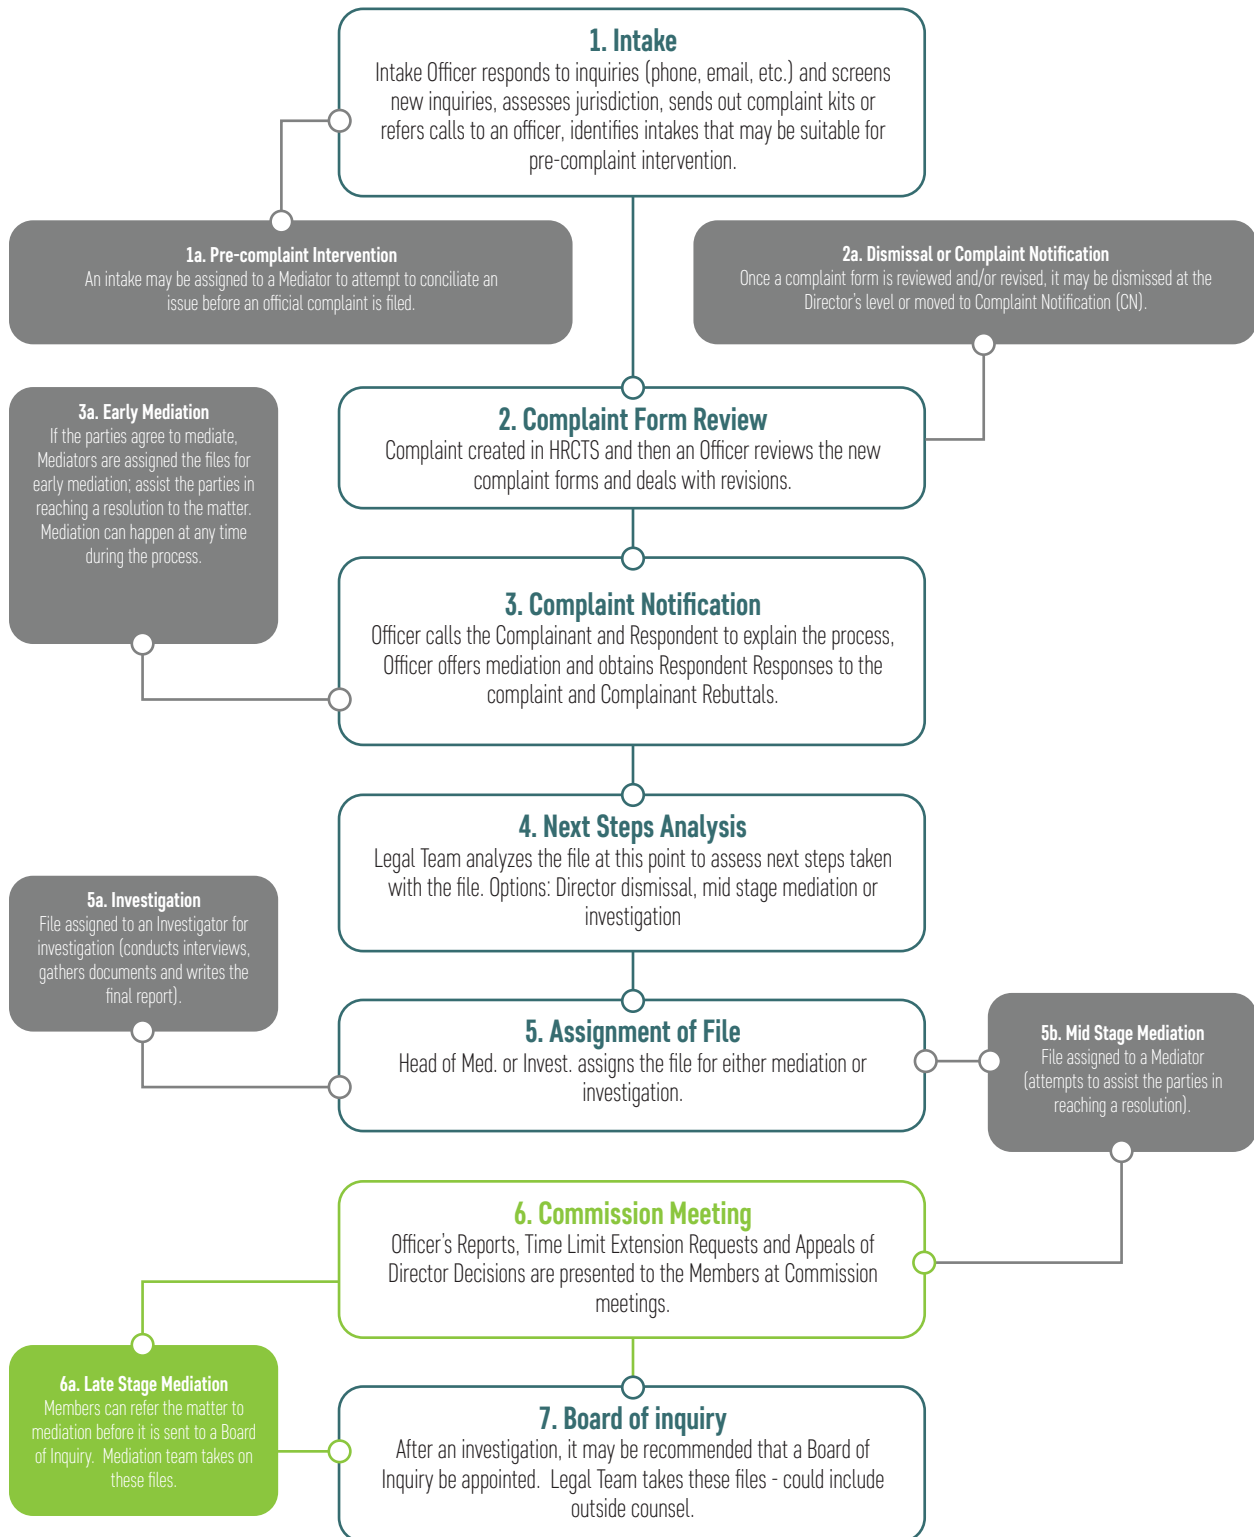 1. Intake
Intake Officer responds to inquiries (phone, email, etc.) and screens
new inquiries, assesses jurisdiction, sends out complaint kits or
refers calls to an officer, identifies intakes that may be suitable for
pre-complaint intervention.
1a. Pre-complaint Intervention
An intake may be assigned to a Mediator to attempt to conciliate an
issue before an official complaint is filed.
2a. Dismissal or Complaint Notification
Once a complaint form is reviewed and/or revised, it may be dismissed at the
Director's level or moved to Complaint Notification (CN).
2. Complaint Form Review
Complaint created in HRCTS and then an Officer reviews the new
complaint forms and deals with revisions.
3a. Early Mediation
If the parties agree to mediate,
Mediators are assigned the files for
early mediation; assist the parties in
reaching a resolution to the matter.
Mediation can happen at any time
during the process.
3. Complaint Notification
Officer calls the Complainant and Respondent to explain the process,
Officer offers mediation and obtains Respondent Responses to the
complaint and Complainant Rebuttals.
4. Next Steps Analysis
Legal Team analyzes the file at this point to assess next steps taken
with the file. Options: Director dismissal, mid stage mediation or
investigation
5a. Investigation
File assigned to an Investigator for
investigation (conducts interviews,
gathers documents and writes the
final report).
5. Assignment of File
Head of Med. or Invest. assigns the file for either mediation or
investigation.
5b. Mid Stage Mediation
File assigned to a Mediator
(attempts to assist the parties in
reaching a resolution).
6. Commission Meeting
Officer's Reports, Time Limit Extension Requests and Appeals of
Director Decisions are presented to the Members at Commission
meetings.
6a. Late Stage Mediation
Members can refer the matter to
mediation before it is sent to a Board
of Inquiry. Mediation team takes on
these files.
7. Board of inquiry
After an investigation, it may be recommended that a Board of
Inquiry be appointed. Legal Team takes these files - could include
outside counsel.